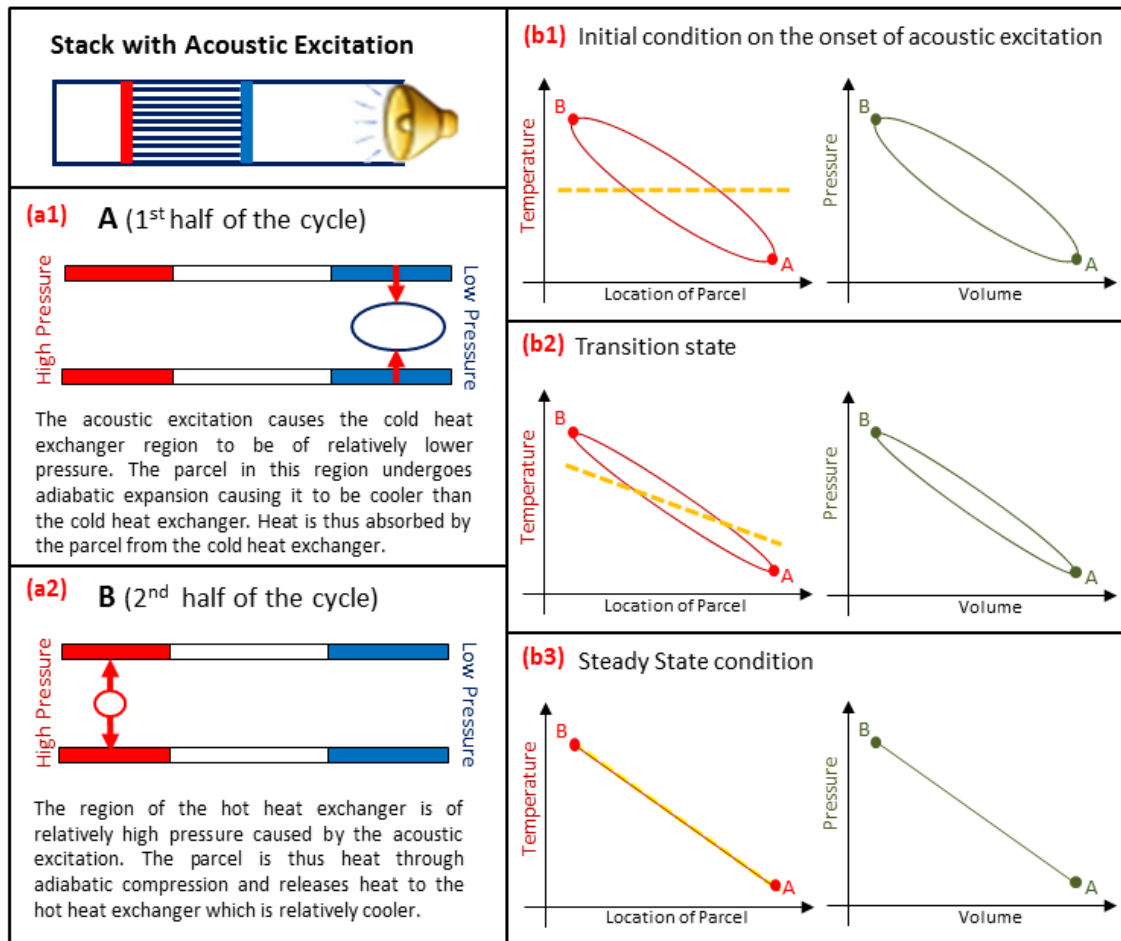 Stack with Acoustic Excitation
(a1) A (1st half of the cycle)
High Pressure
Low Pressure
The acoustic excitation causes the cold heat
exchanger region to be of relatively lower
pressure. The parcel in this region undergoes
adiabatic expansion causing it to be cooler than
the cold heat exchanger. Heat is thus absorbed by
the parcel from the cold heat exchanger.
(a2) B (2nd half of the cycle)
High Pressure
Low Pressure
The region of the hot heat exchanger is of
relatively high pressure caused by the acoustic
excitation. The parcel is thus heat through
adiabatic compression and releases heat to the
hot heat exchanger which is relatively cooler.
(b1) Initial condition on the onset of acoustic excitation
Temperature
B
A
Location of Parcel
Pressure
B
A
Volume
(b2) Transition state
Temperature
B
A
Location of Parcel
Pressure
B
A
Volume
(b3) Steady State condition
Temperature
B
A
Location of Parcel
Pressure
B
A
Volume